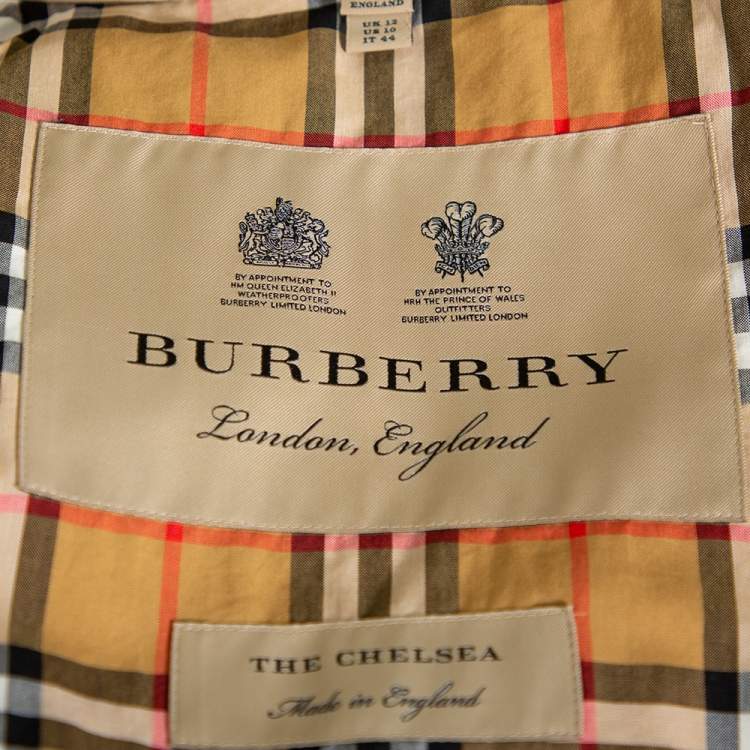 ENGLAND
UK 12
US 10
IT 44
BY APPOINTMENT TO
HM QUEEN ELIZABETH II
WEATHERPROOFERS
BURBERRY LIMITED LONDON
BY APPOINTMENT TO
HRH THE PRINCE OF WALES
OUTFITTERS
BURBERRY LIMITED LONDON
BURBERRY
London, England
THE CHELSEA
Made in England